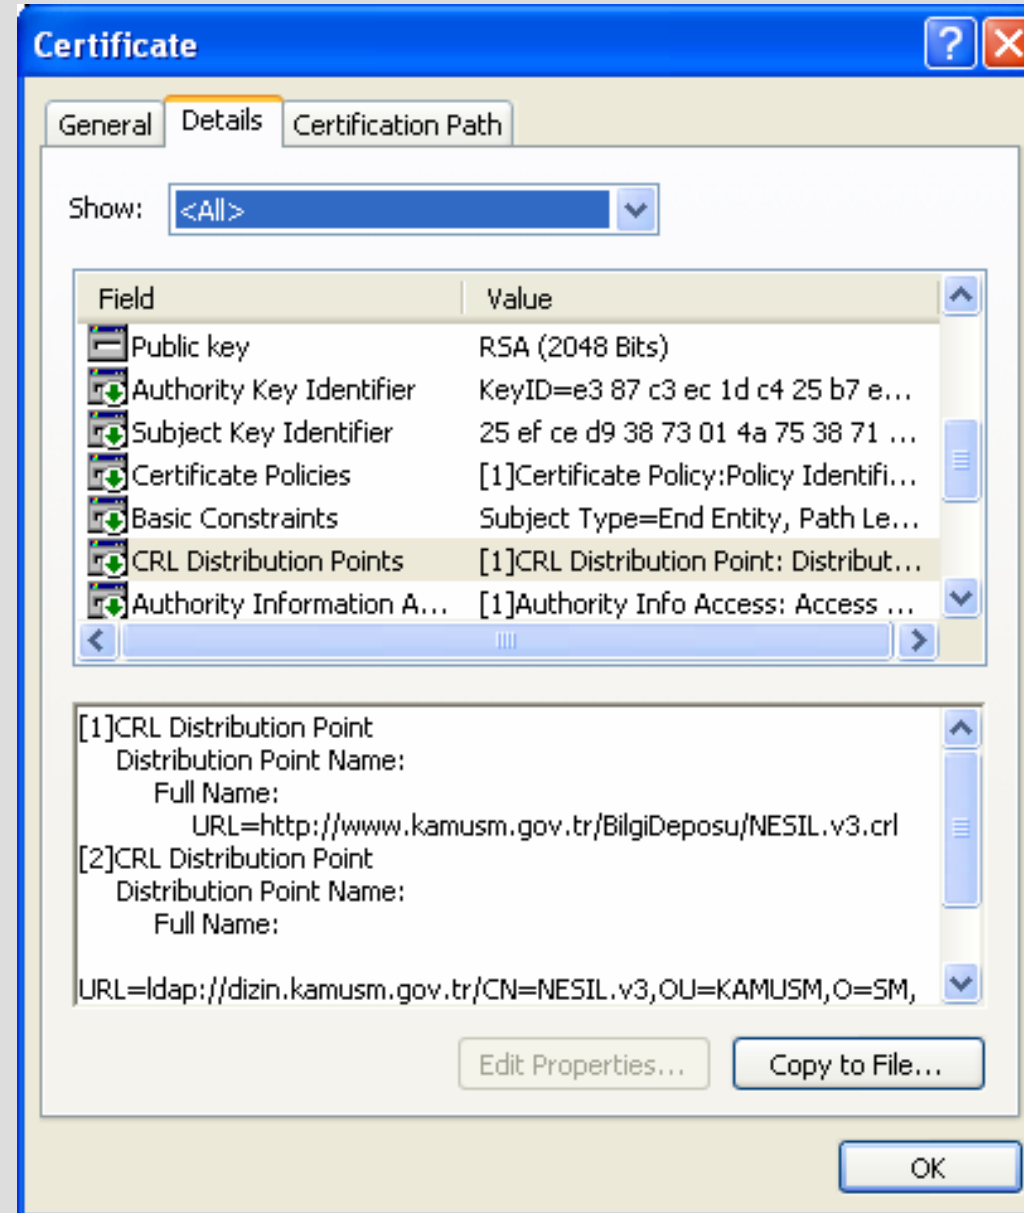 Certificate
General Details Certification Path
Show: <All>
Field Value
Public key RSA (2048 Bits)
Authority Key Identifier KeyID=e3 87 c3 ec 1d c4 25 b7 e...
Subject Key Identifier 25 ef ce d9 38 73 01 4a 75 38 71 ...
Certificate Policies [1]Certificate Policy:Policy Identifi...
Basic Constraints Subject Type=End Entity, Path Le...
CRL Distribution Points [1]CRL Distribution Point: Distribut...
Authority Information A... [1]Authority Info Access: Access ...
[1]CRL Distribution Point
Distribution Point Name:
Full Name:
URL=http://www.kamusm.gov.tr/BilgiDeposu/NESIL.v3.crl
[2]CRL Distribution Point
Distribution Point Name:
Full Name:
URL=ldap://dizin.kamusm.gov.tr/CN=NESIL.v3,OU=KAMUSM,O=SM,
Edit Properties... Copy to File...
OK